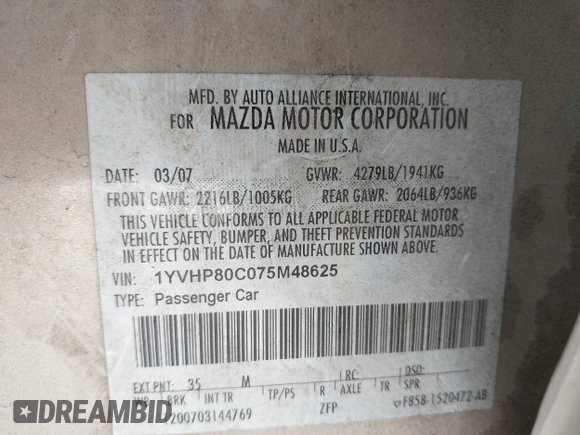 MFD. BY AUTO ALLIANCE INTERNATIONAL, INC.
FOR MAZDA MOTOR CORPORATION
MADE IN U.S.A.
DATE: 03/07 GVWR: 4279LB/1941KG
FRONT GAWR: 2216LB/1005KG REAR GAWR: 2064LB/936KG
THIS VEHICLE CONFORMS TO ALL APPLICABLE FEDERAL MOTOR
VEHICLE SAFETY, BUMPER, AND THEFT PREVENTION STANDARDS
IN EFFECT ON THE DATE OF MANUFACTURE SHOWN ABOVE.
VIN: 1YVHP80C075M48625
TYPE: Passenger Car
EXT PNT: 35 M RC: DSO:
BRK INT TR TP/PS R AXLE TR SPR
200703144769 ZFP F85B-1520472-AB
DREAMBID